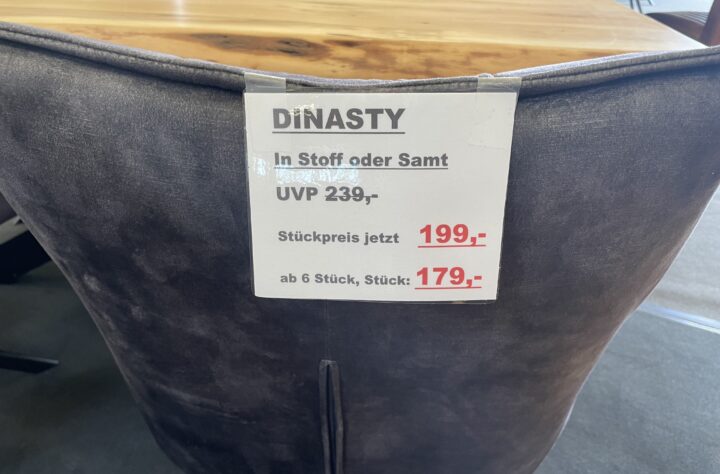 DINASTY
In Stoff oder Samt
UVP 239,-
Stückpreis jetzt 199,-
ab 6 Stück, Stück: 179,-